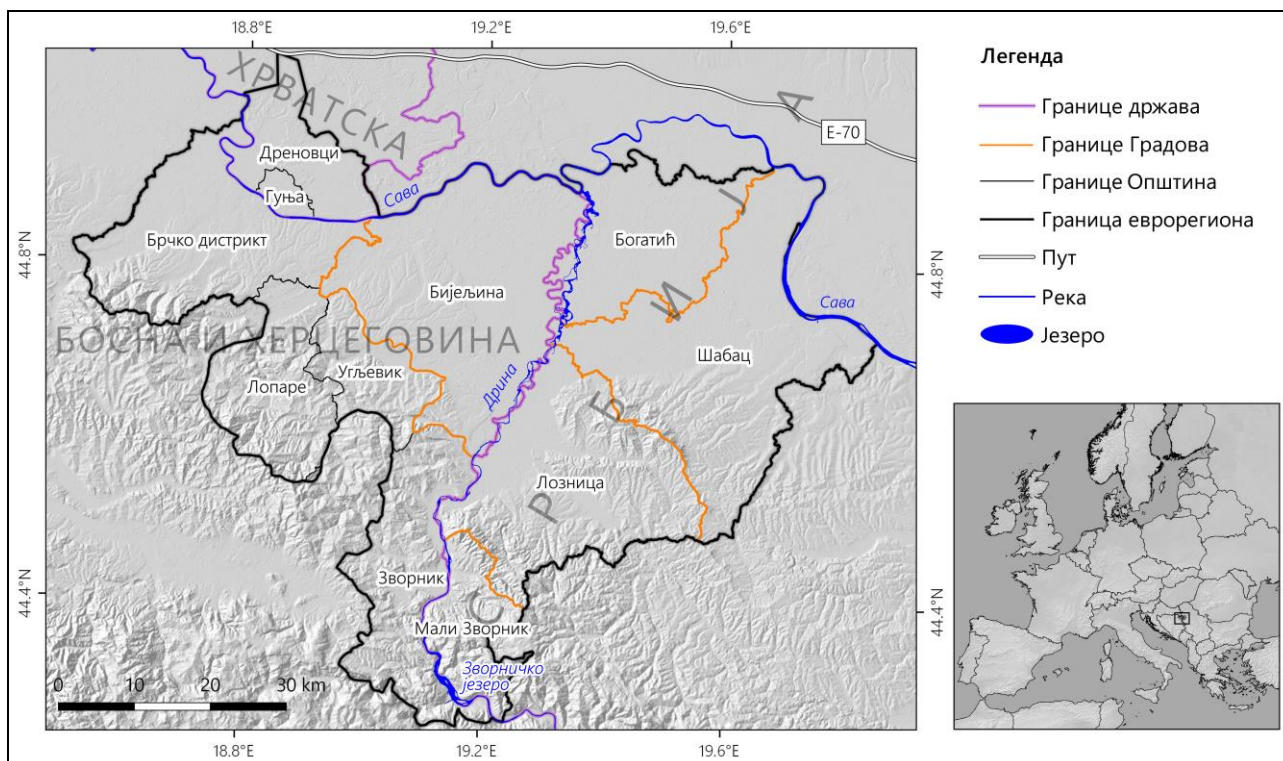 18.8°E
19.2°E
19.6°E
ХРВАТСКА
Е-70
Дреновци
Гуња
Сава
Брчко дистрикт
Богатић
44.8°N
44.8°N
Бијељина
Сава
БОСНА И ХЕРЦЕГОВИНА
Шабац
Угљевик
Лопаре
Дрина
СРБИЈА
Лозница
44.4°N
44.4°N
Зворник
Мали Зворник
Зворничко
језеро
0 10 20 30 km
18.8°E
19.2°E
19.6°E
Легенда
Границе држава
Границе Градова
Границе Општина
Граница еврорегиона
Пут
Река
Језеро